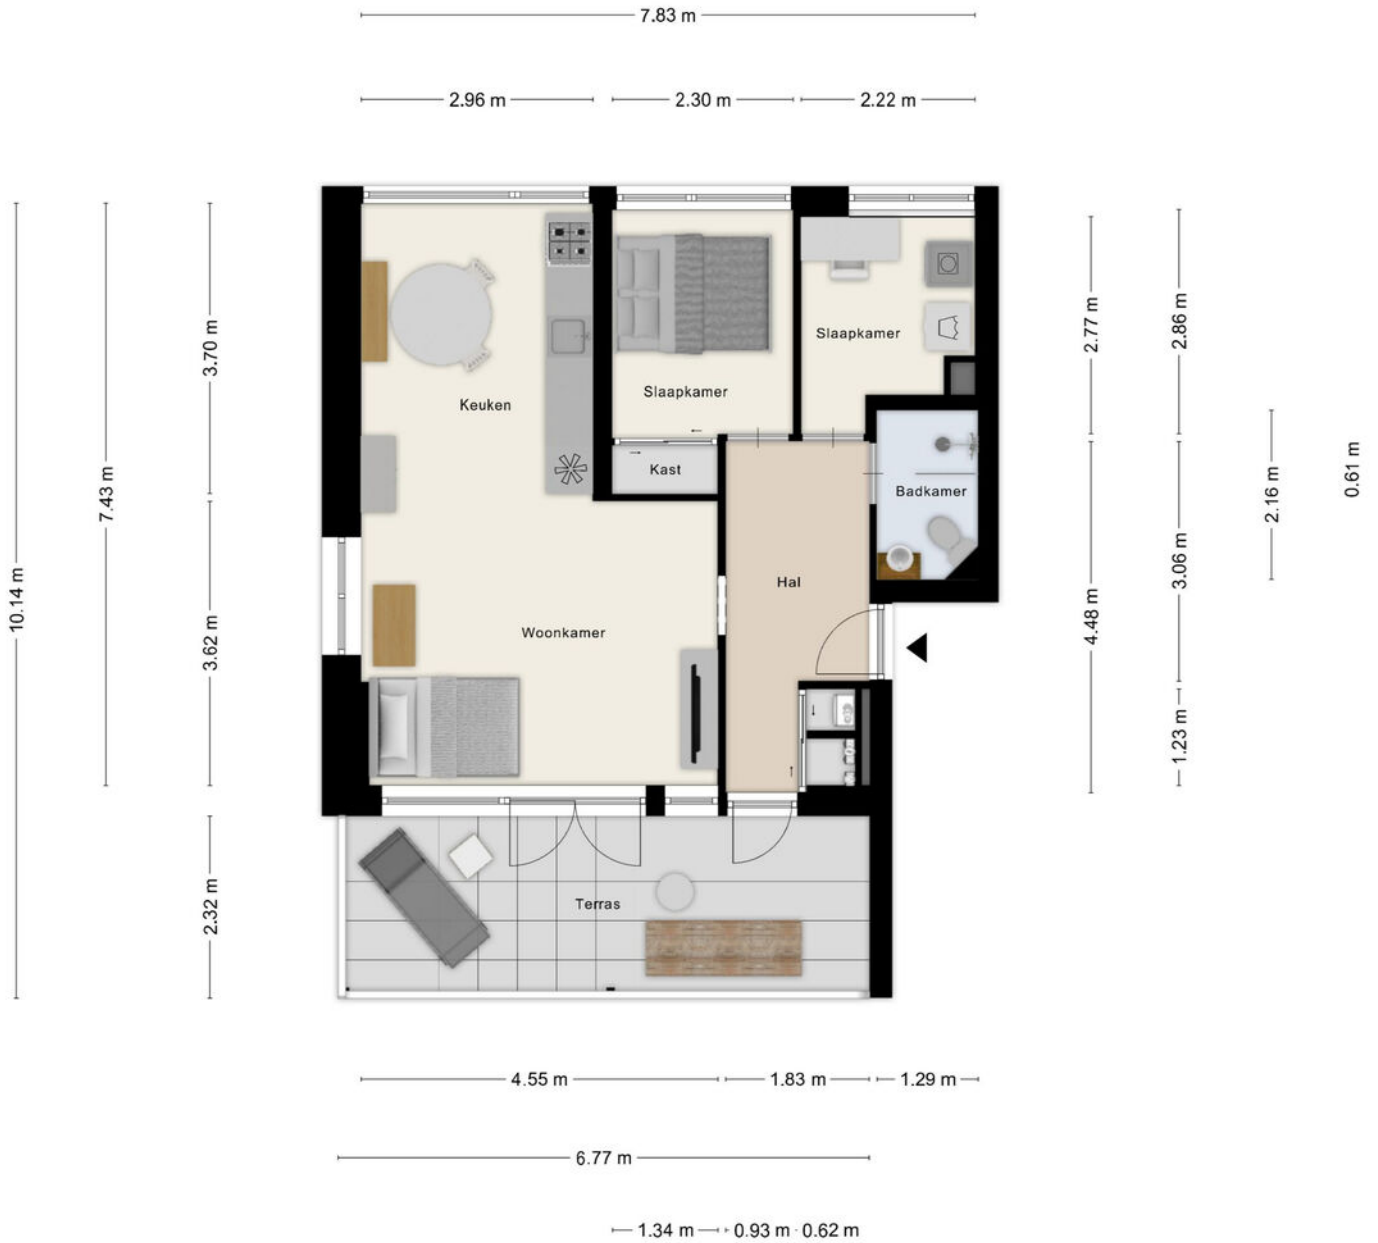 7.83 m
2.96 m
2.30 m
2.22 m
10.14 m
7.43 m
3.70 m
3.62 m
2.32 m
Keuken
Slaapkamer
Slaapkamer
Kast
Badkamer
Hal
Woonkamer
Terras
2.77 m
4.48 m
2.86 m
3.06 m
1.23 m
2.16 m
0.61 m
4.55 m
1.83 m
1.29 m
6.77 m
1.34 m
0.93 m
0.62 m